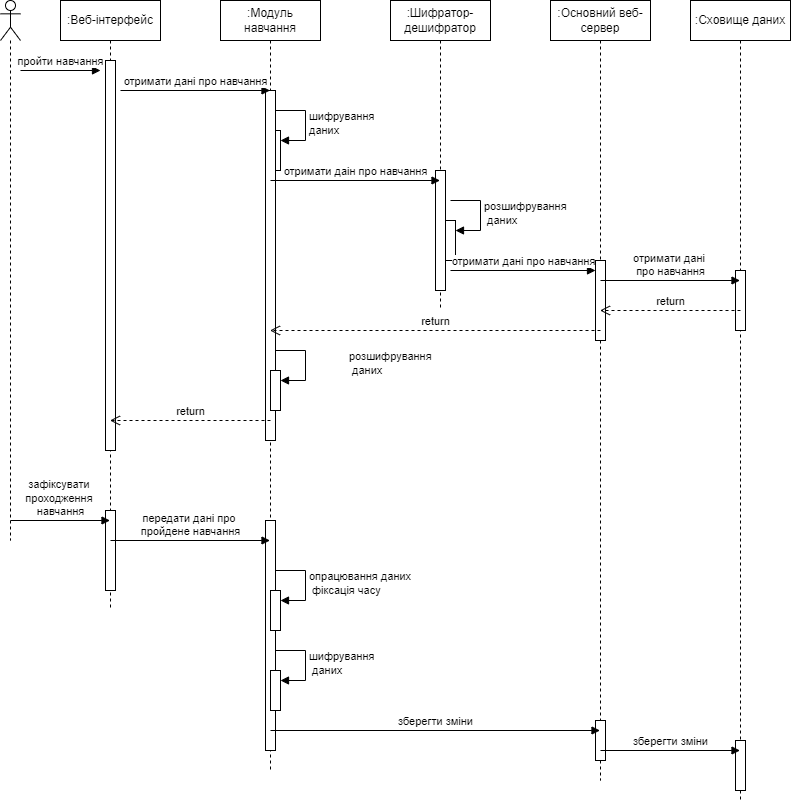 :Веб-інтерфейс
:Модуль
навчання
:Шифратор-
дешифратор
:Основний веб-
сервер
:Сховище даних
пройти навчання
отримати дані про навчання
шифрування
даних
отримати даін про навчання
розшифрування
даних
отримати дані про навчання
отримати дані
про навчання
return
return
розшифрування
даних
return
зафіксувати
проходження
навчання
передати дані про
пройдене навчання
опрацювання даних
фіксація часу
шифрування
даних
зберегти зміни
зберегти зміни